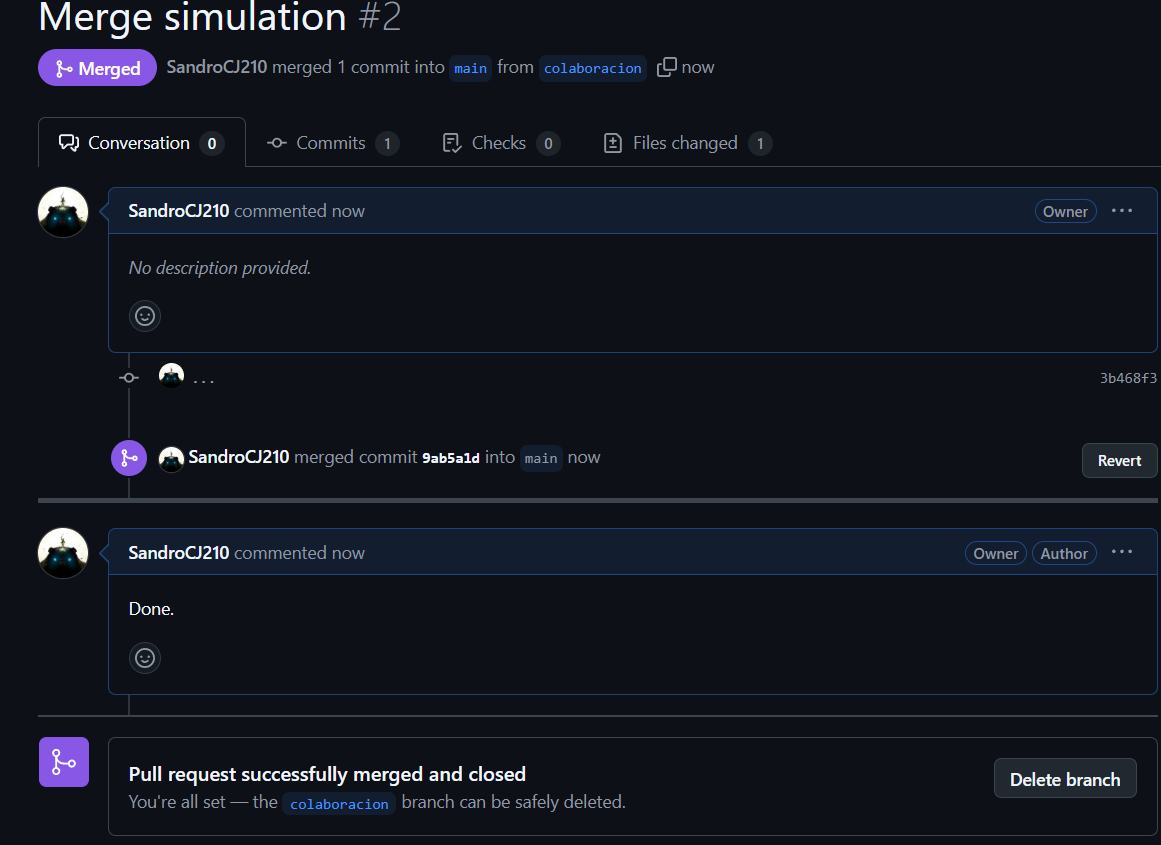 Merge simulation #2
Merged SandroCJ210 merged 1 commit into main from colaboracion now
Conversation 0 Commits 1 Checks 0 Files changed 1
SandroCJ210 commented now Owner ...
No description provided.
... 3b468f3
SandroCJ210 merged commit 9ab5a1d into main now Revert
SandroCJ210 commented now Owner Author ...
Done.
Pull request successfully merged and closed
You're all set — the colaboracion branch can be safely deleted.
Delete branch